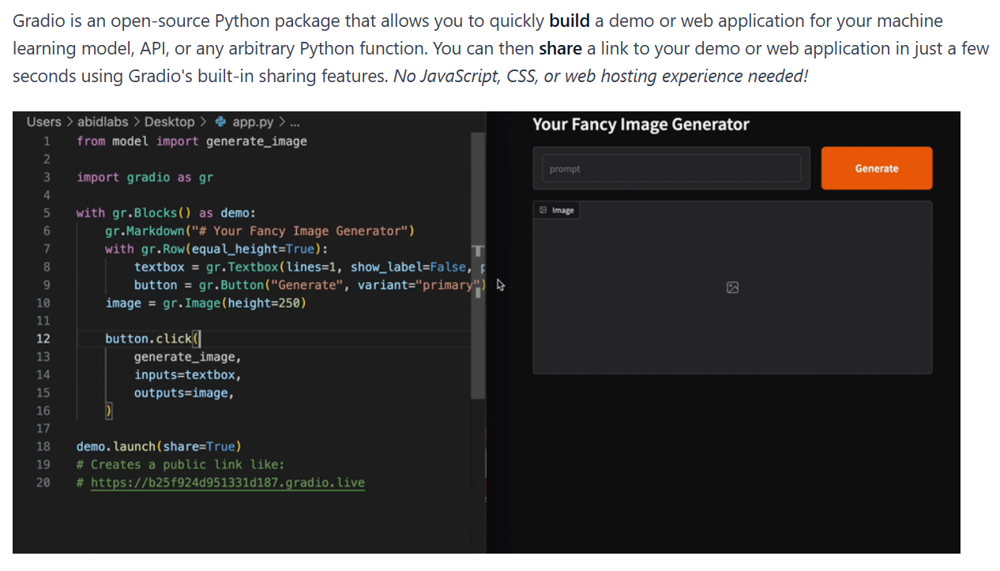 Gradio is an open-source Python package that allows you to quickly build a demo or web application for your machine
learning model, API, or any arbitrary Python function. You can then share a link to your demo or web application in just a few
seconds using Gradio's built-in sharing features. No JavaScript, CSS, or web hosting experience needed!
Users > abidlabs > Desktop > app.py > ...
1 from model import generate_image
2
3 import gradio as gr
4
5 with gr.Blocks() as demo:
6 gr.Markdown("# Your Fancy Image Generator")
7 with gr.Row(equal_height=True):
8 textbox = gr.Textbox(lines=1, show_label=False, p
9 button = gr.Button("Generate", variant="primary")
10 image = gr.Image(height=250)
11
12 button.click(
13 generate_image,
14 inputs=textbox,
15 outputs=image,
16 )
17
18 demo.launch(share=True)
19 # Creates a public link like:
20 # https://b25f924d951331d187.gradio.live
Your Fancy Image Generator
prompt
Generate
Image